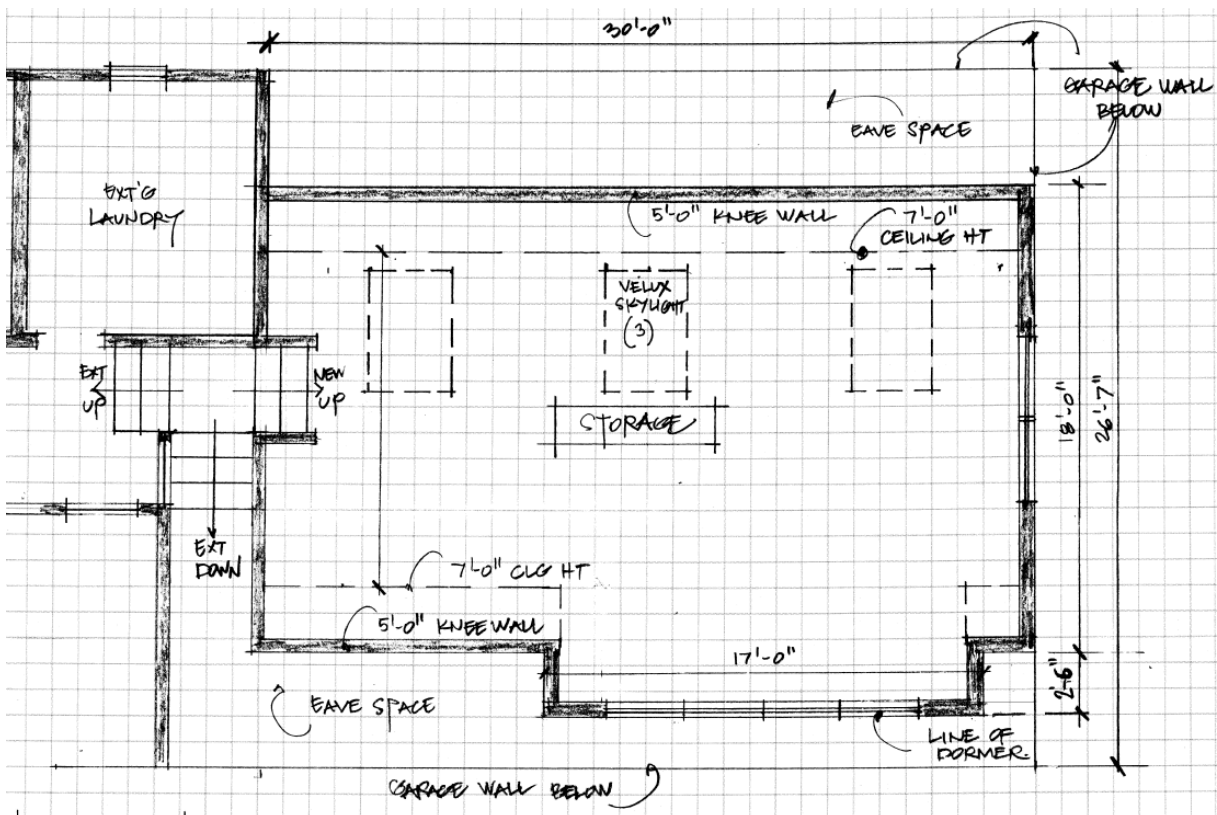 30'-0"
GARAGE WALL
BELOW
EAVE SPACE
EXT'G
LAUNDRY
5'-0" KNEE WALL
7'-0"
CEILING HT
VELUX
SKYLIGHT
(3)
EXT
UP
NEW
UP
STORAGE
18'-0"
26'-7"
EXT
DOWN
7'-0" CLG HT
5'-0" KNEE WALL
17'-0"
2'-6"
EAVE SPACE
LINE OF
DORMER.
GARAGE WALL BELOW